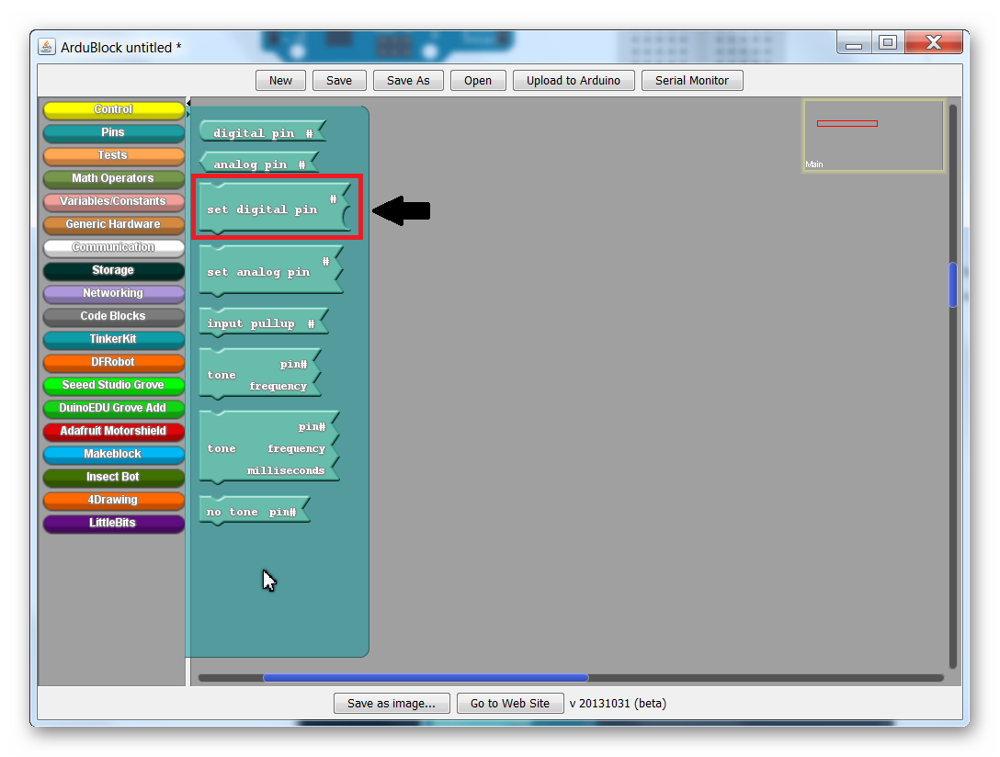 ArduBlock untitled *
New Save Save As Open Upload to Arduino Serial Monitor
Control
Pins
Tests
Math Operators
Variables/Constants
Generic Hardware
Communication
Storage
Networking
Code Blocks
TinkerKit
DFRobot
Seeed Studio Grove
DuinoEDU Grove Add
Adafruit Motorshield
Makeblock
Insect Bot
4Drawing
LittleBits
digital pin #
analog pin #
#
set digital pin
#
set analog pin
input pullup #
pin#
tone
frequency
pin#
tone frequency
milliseconds
no tone pin#
Main
Save as image... Go to Web Site v 20131031 (beta)